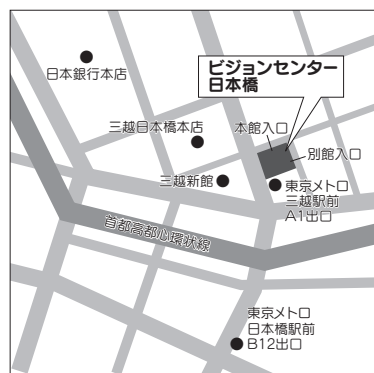 日本銀行本店
ビジョンセンター
日本橋
三越日本橋本店
本館入口
別館入口
三越新館
東京メトロ
三越駅前
A1出口
首都高都心環状線
東京メトロ
日本橋駅前
B12出口